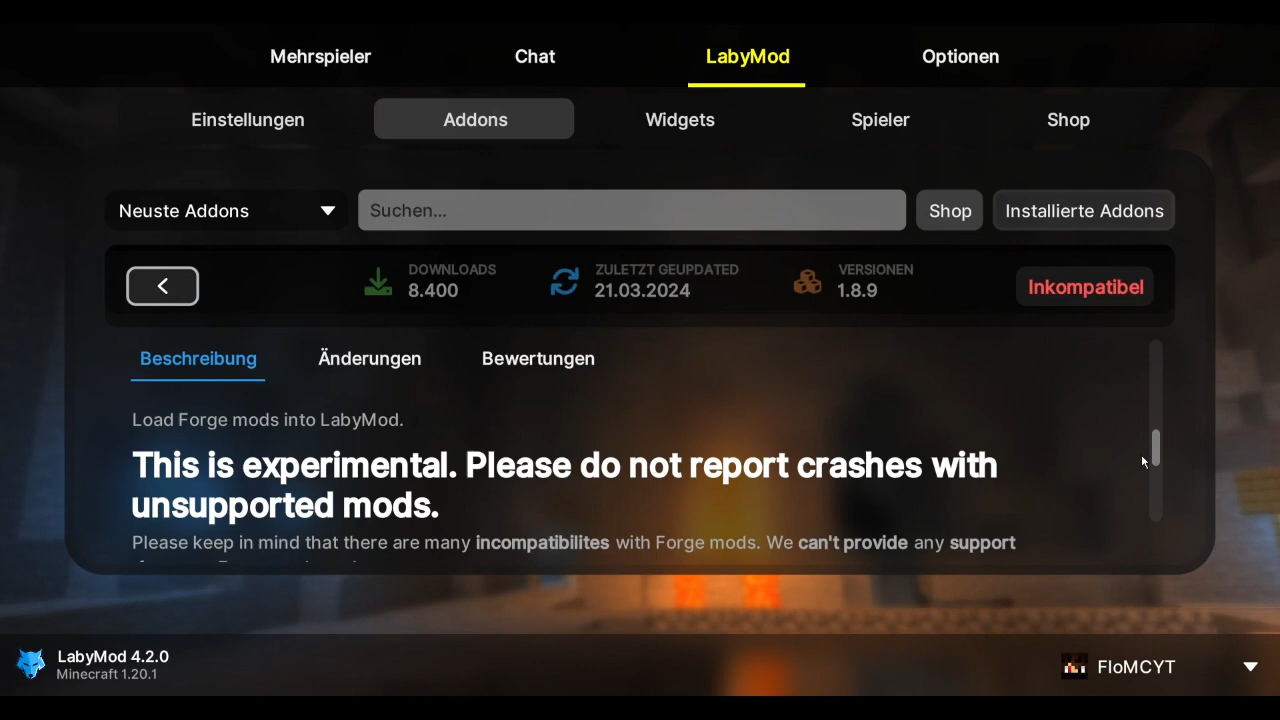 Mehrspieler Chat LabyMod Optionen
Einstellungen Addons Widgets Spieler Shop
Neuste Addons Suchen... Shop Installierte Addons
DOWNLOADS ZULETZT GEUPDATED VERSIONEN
8.400 21.03.2024 1.8.9 Inkompatibel
Beschreibung Änderungen Bewertungen
Load Forge mods into LabyMod.
This is experimental. Please do not report crashes with
unsupported mods.
Please keep in mind that there are many incompatibilites with Forge mods. We can't provide any support
LabyMod 4.2.0
Minecraft 1.20.1
FloMCYT